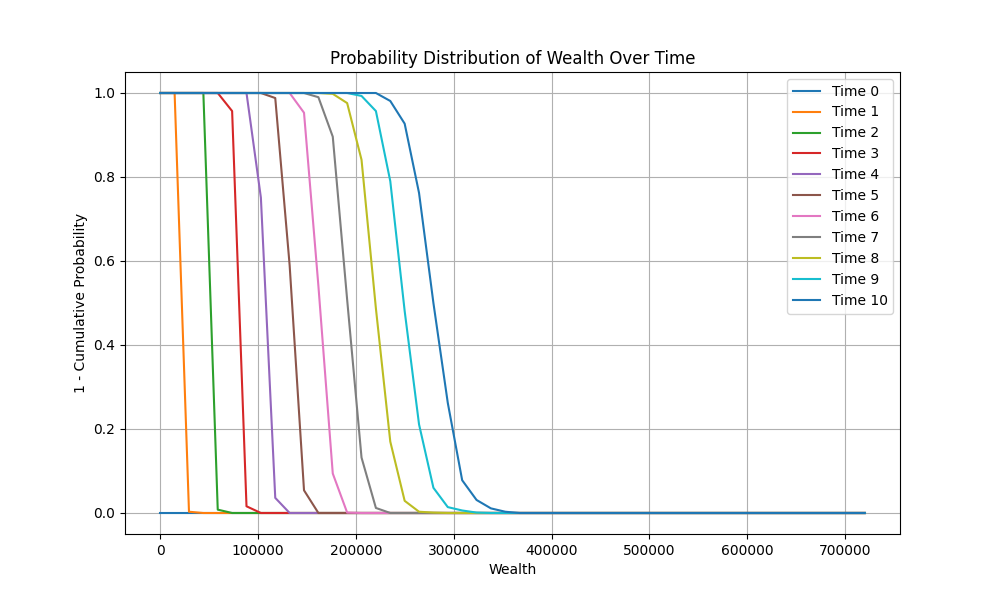 Probability Distribution of Wealth Over Time
1 - Cumulative Probability
1.0
0.8
0.6
0.4
0.2
0.0
0
100000
200000
300000
400000
500000
600000
700000
Wealth
Time 0
Time 1
Time 2
Time 3
Time 4
Time 5
Time 6
Time 7
Time 8
Time 9
Time 10